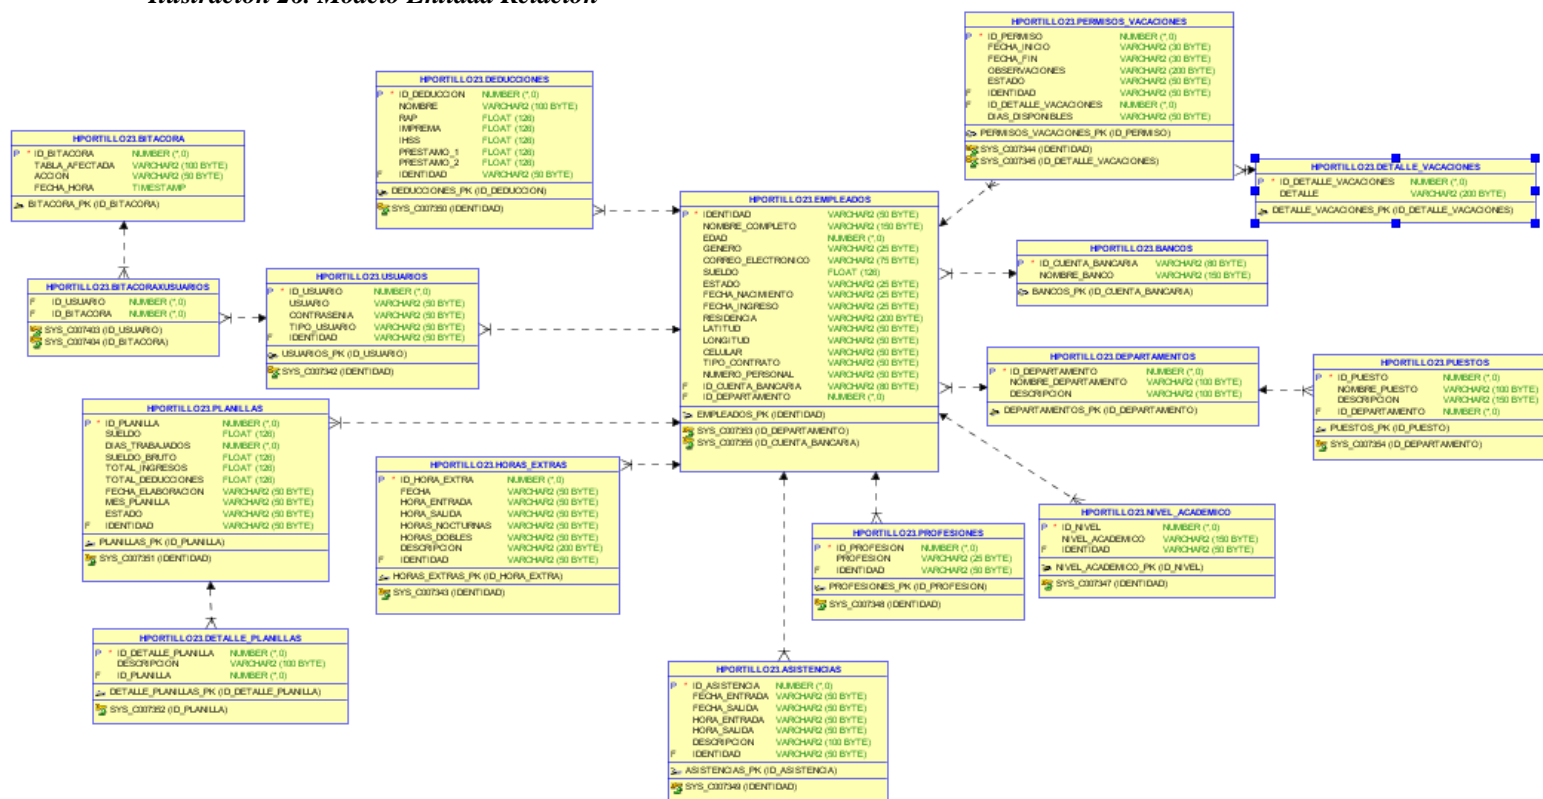 Ilustración 26. Modelo Entidad Relación
HPORTILLO23.PERMISOS_VACACIONES
P * ID_PERMISO NUMBER (*,0)
FECHA_INICIO VARCHAR2 (30 BYTE)
FECHA_FIN VARCHAR2 (30 BYTE)
OBSERVACIONES VARCHAR2 (200 BYTE)
ESTADO VARCHAR2 (50 BYTE)
F IDENTIDAD VARCHAR2 (50 BYTE)
F ID_DETALLE_VACACIONES NUMBER (*,0)
DIAS_DISPONIBLES VARCHAR2 (50 BYTE)
PERMISOS_VACACIONES_PK (ID_PERMISO)
SYS_C007344 (IDENTIDAD)
SYS_C007345 (ID_DETALLE_VACACIONES)
HPORTILLO23.DEDUCCIONES
P * ID_DEDUCCION NUMBER (*,0)
NOMBRE VARCHAR2 (100 BYTE)
RAP FLOAT (126)
IMPREMA FLOAT (126)
IHSS FLOAT (126)
PRESTAMO_1 FLOAT (126)
PRESTAMO_2 FLOAT (126)
F IDENTIDAD VARCHAR2 (50 BYTE)
DEDUCCIONES_PK (ID_DEDUCCION)
SYS_C007350 (IDENTIDAD)
HPORTILLO23.BITACORA
P * ID_BITACORA NUMBER (*,0)
TABLA_AFECTADA VARCHAR2 (100 BYTE)
ACCION VARCHAR2 (50 BYTE)
FECHA_HORA TIMESTAMP
BITACORA_PK (ID_BITACORA)
HPORTILLO23.DETALLE_VACACIONES
P * ID_DETALLE_VACACIONES NUMBER (*,0)
DETALLE VARCHAR2 (200 BYTE)
DETALLE_VACACIONES_PK (ID_DETALLE_VACACIONES)
HPORTILLO23.EMPLEADOS
P * IDENTIDAD VARCHAR2 (50 BYTE)
NOMBRE_COMPLETO VARCHAR2 (150 BYTE)
EDAD NUMBER (*,0)
GENERO VARCHAR2 (25 BYTE)
CORREO_ELECTRONICO VARCHAR2 (75 BYTE)
SUELDO FLOAT (126)
ESTADO VARCHAR2 (25 BYTE)
FECHA_NACIMIENTO VARCHAR2 (25 BYTE)
FECHA_INGRESO VARCHAR2 (25 BYTE)
RESIDENCIA VARCHAR2 (200 BYTE)
LATITUD VARCHAR2 (50 BYTE)
LONGITUD VARCHAR2 (50 BYTE)
CELULAR VARCHAR2 (50 BYTE)
TIPO_CONTRATO VARCHAR2 (50 BYTE)
NUMERO_PERSONAL VARCHAR2 (50 BYTE)
F ID_CUENTA_BANCARIA VARCHAR2 (80 BYTE)
F ID_DEPARTAMENTO NUMBER (*,0)
EMPLEADOS_PK (IDENTIDAD)
SYS_C007353 (ID_DEPARTAMENTO)
SYS_C007355 (ID_CUENTA_BANCARIA)
HPORTILLO23.BANCOS
P * ID_CUENTA_BANCARIA VARCHAR2 (80 BYTE)
NOMBRE_BANCO VARCHAR2 (150 BYTE)
BANCOS_PK (ID_CUENTA_BANCARIA)
HPORTILLO23.BITACORAXUSUARIOS
F ID_USUARIO NUMBER (*,0)
F ID_BITACORA NUMBER (*,0)
SYS_C007403 (ID_USUARIO)
SYS_C007404 (ID_BITACORA)
HPORTILLO23.USUARIOS
P * ID_USUARIO NUMBER (*,0)
USUARIO VARCHAR2 (50 BYTE)
CONTRASENIA VARCHAR2 (50 BYTE)
TIPO_USUARIO VARCHAR2 (50 BYTE)
F IDENTIDAD VARCHAR2 (50 BYTE)
USUARIOS_PK (ID_USUARIO)
SYS_C007342 (IDENTIDAD)
HPORTILLO23.DEPARTAMENTOS
P * ID_DEPARTAMENTO NUMBER (*,0)
NOMBRE_DEPARTAMENTO VARCHAR2 (100 BYTE)
DESCRIPCION VARCHAR2 (100 BYTE)
DEPARTAMENTOS_PK (ID_DEPARTAMENTO)
HPORTILLO23.PUESTOS
P * ID_PUESTO NUMBER (*,0)
NOMBRE_PUESTO VARCHAR2 (100 BYTE)
DESCRIPCION VARCHAR2 (150 BYTE)
F ID_DEPARTAMENTO NUMBER (*,0)
PUESTOS_PK (ID_PUESTO)
SYS_C007354 (ID_DEPARTAMENTO)
HPORTILLO23.PLANILLAS
P * ID_PLANILLA NUMBER (*,0)
SUELDO FLOAT (126)
DIAS_TRABAJADOS NUMBER (*,0)
SUELDO_BRUTO FLOAT (126)
TOTAL_INGRESOS FLOAT (126)
TOTAL_DEDUCCIONES FLOAT (126)
FECHA_ELABORACION VARCHAR2 (50 BYTE)
MES_PLANILLA VARCHAR2 (50 BYTE)
ESTADO VARCHAR2 (50 BYTE)
F IDENTIDAD VARCHAR2 (50 BYTE)
PLANILLAS_PK (ID_PLANILLA)
SYS_C007351 (IDENTIDAD)
HPORTILLO23.HORAS_EXTRAS
P * ID_HORA_EXTRA NUMBER (*,0)
FECHA VARCHAR2 (50 BYTE)
HORA_ENTRADA VARCHAR2 (50 BYTE)
HORA_SALIDA VARCHAR2 (50 BYTE)
HORAS_NOCTURNAS VARCHAR2 (50 BYTE)
HORAS_DOBLES VARCHAR2 (50 BYTE)
DESCRIPCION VARCHAR2 (200 BYTE)
F IDENTIDAD VARCHAR2 (50 BYTE)
HORAS_EXTRAS_PK (ID_HORA_EXTRA)
SYS_C007343 (IDENTIDAD)
HPORTILLO23.PROFESIONES
P * ID_PROFESION NUMBER (*,0)
PROFESION VARCHAR2 (25 BYTE)
F IDENTIDAD VARCHAR2 (50 BYTE)
PROFESIONES_PK (ID_PROFESION)
SYS_C007348 (IDENTIDAD)
HPORTILLO23.NIVEL_ACADEMICO
P * ID_NIVEL NUMBER (*,0)
NIVEL_ACADEMICO VARCHAR2 (150 BYTE)
F IDENTIDAD VARCHAR2 (50 BYTE)
NIVEL_ACADEMICO_PK (ID_NIVEL)
SYS_C007347 (IDENTIDAD)
HPORTILLO23.DETALLE_PLANILLAS
P * ID_DETALLE_PLANILLA NUMBER (*,0)
DESCRIPCION VARCHAR2 (100 BYTE)
F ID_PLANILLA NUMBER (*,0)
DETALLE_PLANILLAS_PK (ID_DETALLE_PLANILLA)
SYS_C007352 (ID_PLANILLA)
HPORTILLO23.ASISTENCIAS
P * ID_ASISTENCIA NUMBER (*,0)
FECHA_ENTRADA VARCHAR2 (50 BYTE)
FECHA_SALIDA VARCHAR2 (50 BYTE)
HORA_ENTRADA VARCHAR2 (50 BYTE)
HORA_SALIDA VARCHAR2 (50 BYTE)
DESCRIPCION VARCHAR2 (100 BYTE)
F IDENTIDAD VARCHAR2 (50 BYTE)
ASISTENCIAS_PK (ID_ASISTENCIA)
SYS_C007349 (IDENTIDAD)